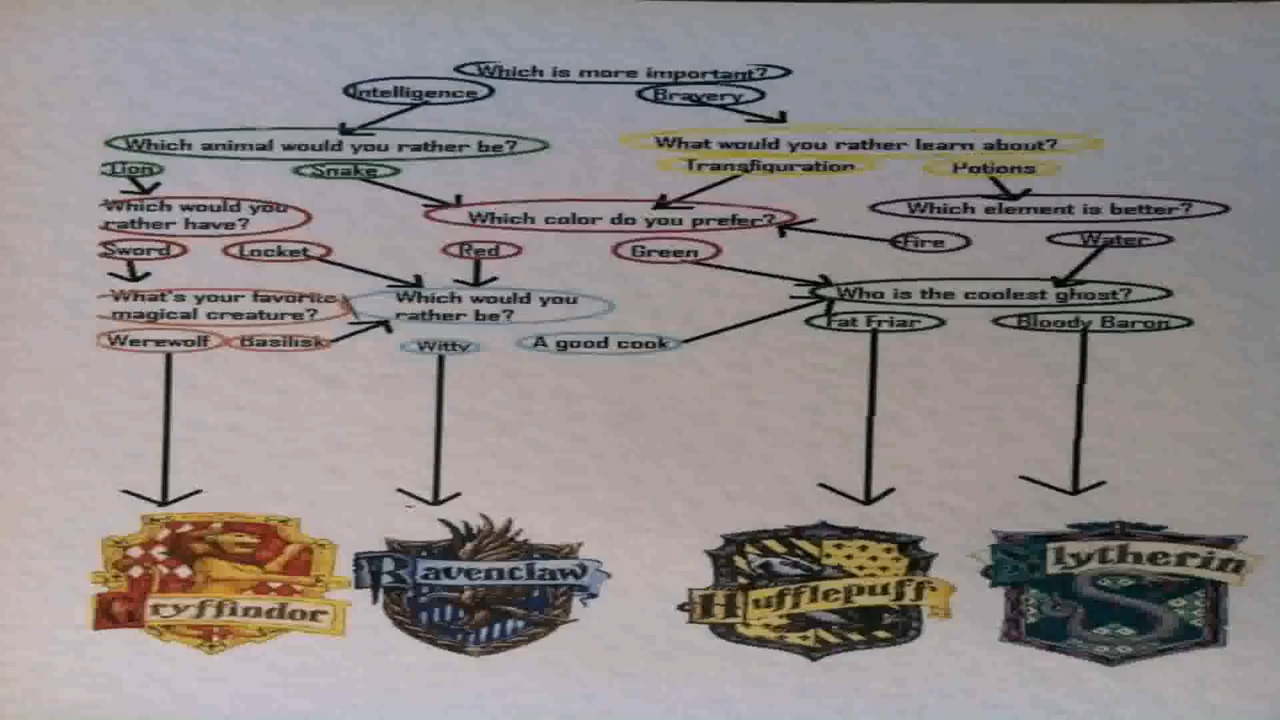 Which is more important?
Intelligence Bravery
Which animal would you rather be? What would you rather learn about?
Lion Snake Transfiguration Potions
Which would you
rather have?
Which color do you prefer? Which element is better?
Sword Locket Red Green Fire Water
What's your favorite
magical creature?
Which would you
rather be?
Who is the coolest ghost?
Werewolf Basilisk Witty A good cook Fat Friar Bloody Baron
Gryffindor Ravenclaw Hufflepuff Slytherin